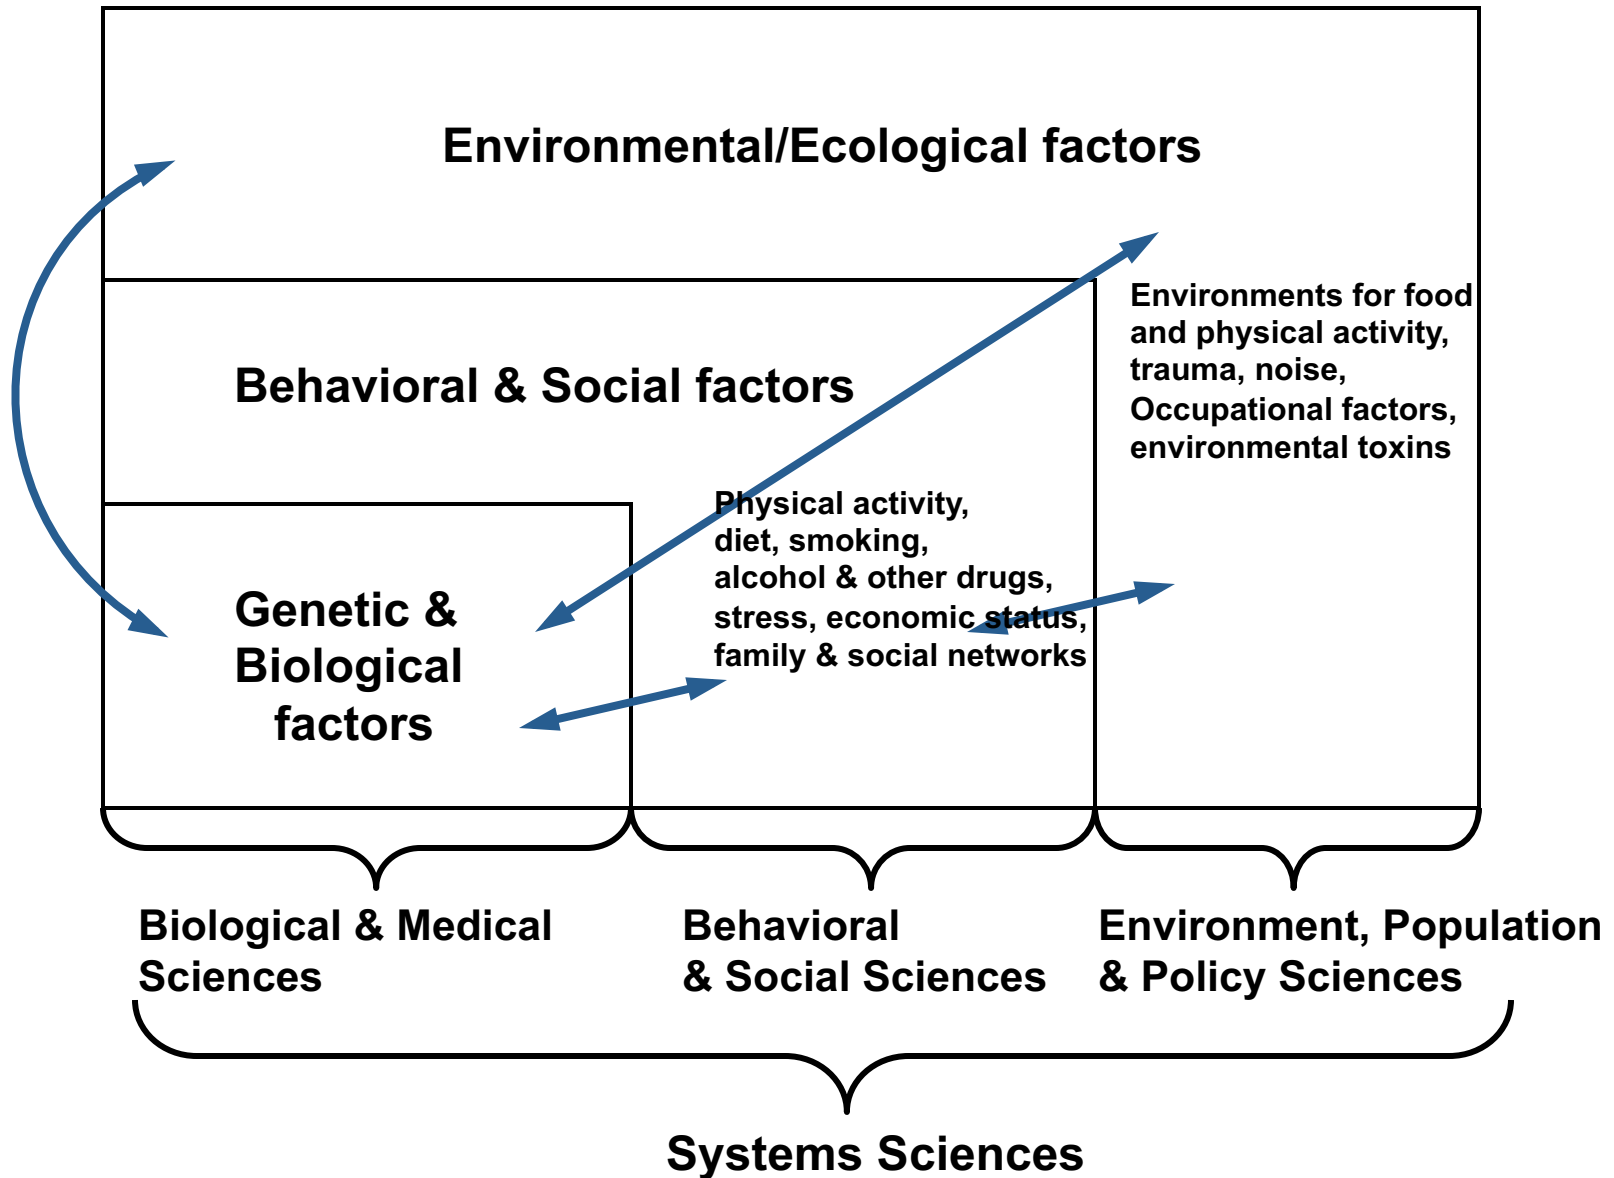 Environmental/Ecological factors
Environments for food
and physical activity,
trauma, noise,
Occupational factors,
environmental toxins
Behavioral & Social factors
Physical activity,
diet, smoking,
alcohol & other drugs,
stress, economic status,
family & social networks
Genetic &
Biological
factors
Biological & Medical
Sciences
Behavioral
& Social Sciences
Environment, Population
& Policy Sciences
Systems Sciences